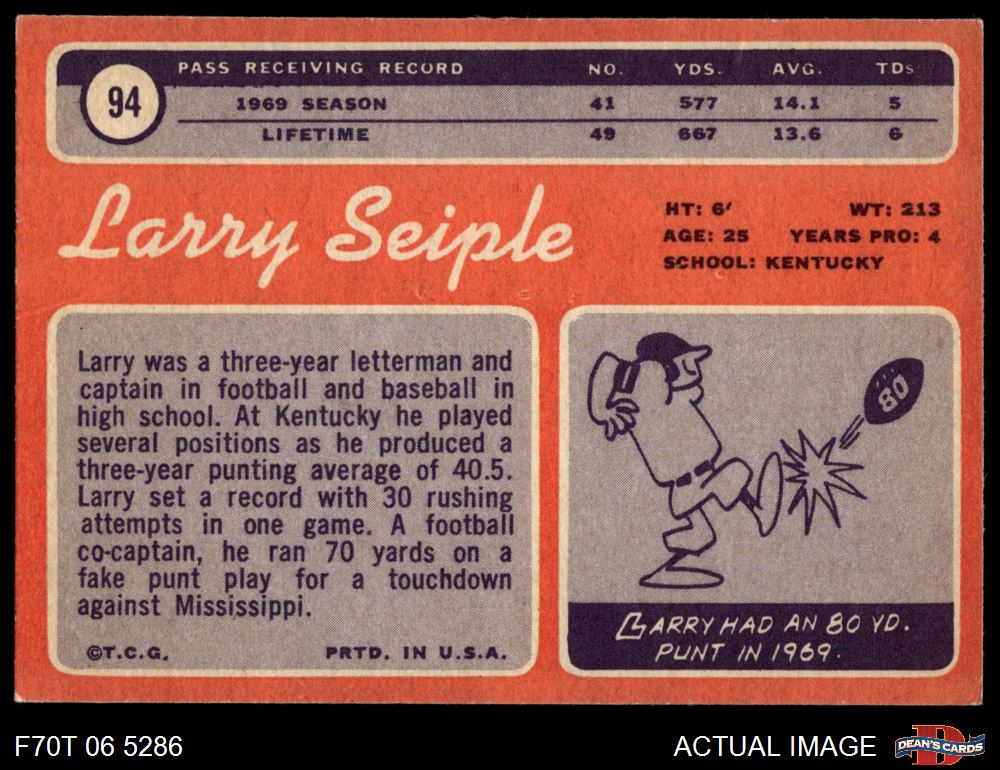 94
PASS RECEIVING RECORD NO. YDS. AVG. TDs
1969 SEASON 41 577 14.1 5
LIFETIME 49 667 13.6 6
Larry Seiple
HT: 6' WT: 213
AGE: 25 YEARS PRO: 4
SCHOOL: KENTUCKY
Larry was a three-year letterman and
captain in football and baseball in
high school. At Kentucky he played
several positions as he produced a
three-year punting average of 40.5.
Larry set a record with 30 rushing
attempts in one game. A football
co-captain, he ran 70 yards on a
fake punt play for a touchdown
against Mississippi.
©T.C.G. PRTD. IN U.S.A.
80
LARRY HAD AN 80 YD.
PUNT IN 1969.
F70T 06 5286 ACTUAL IMAGE
D
DEAN'S CARDS